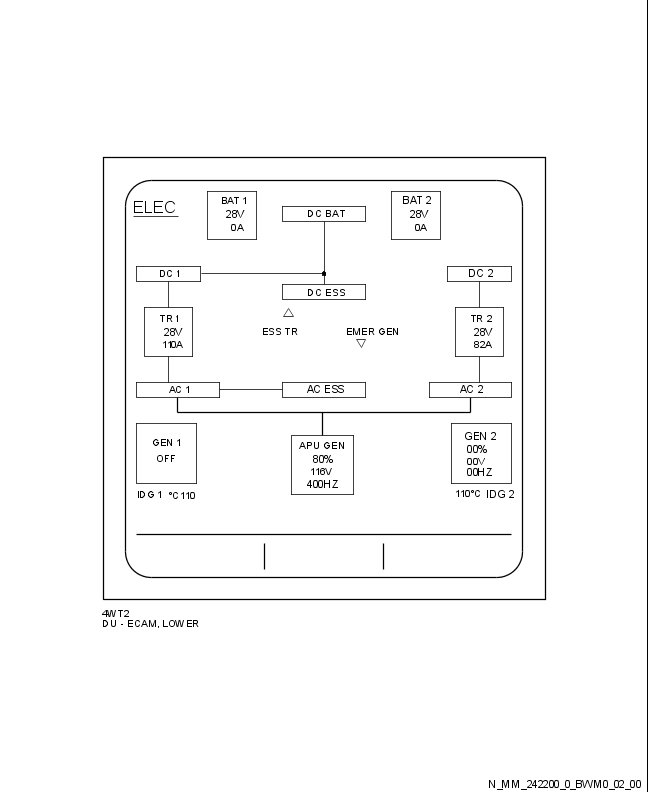 ELEC
BAT 1
28V
0A
DC BAT
BAT 2
28V
0A
DC 1
DC 2
DC ESS
TR 1
28V
110A
ESS TR
EMER GEN
TR 2
28V
82A
AC 1
AC ESS
AC 2
GEN 1
OFF
APU GEN
80%
116V
400HZ
GEN 2
00%
00V
00HZ
IDG 1 °C 110
110°C IDG 2
4WT2
DU - ECAM, LOWER
N_MM_242200_0_BVVM0_02_00